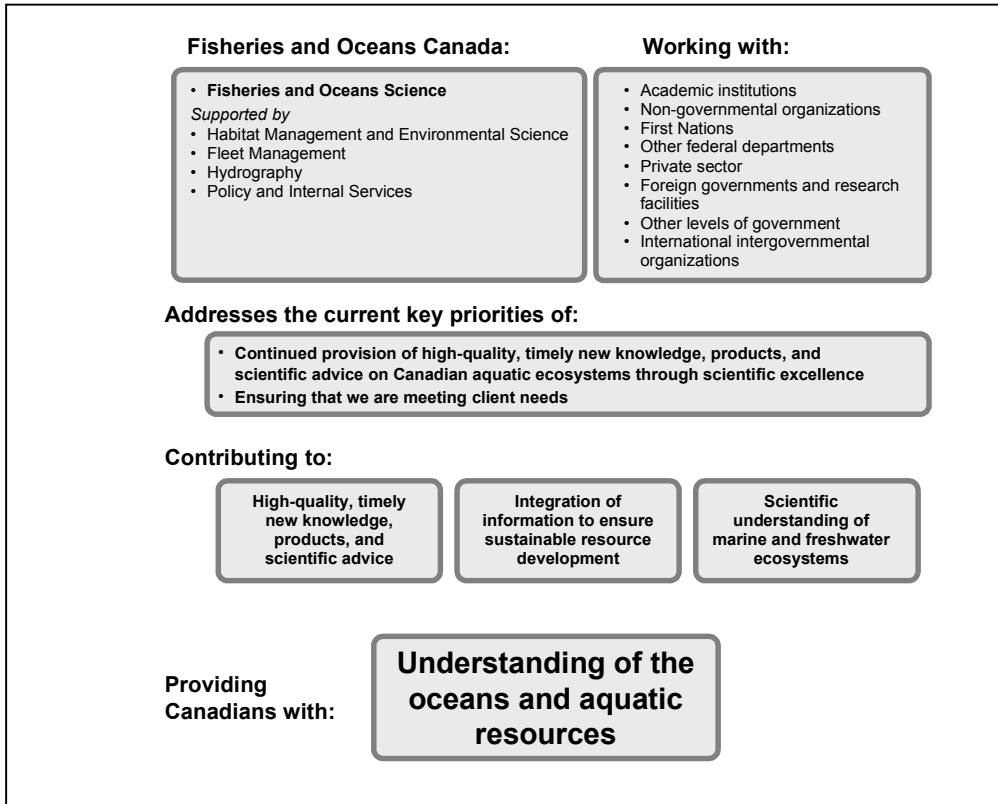 Fisheries and Oceans Canada:
• Fisheries and Oceans Science
Supported by
• Habitat Management and Environmental Science
• Fleet Management
• Hydrography
• Policy and Internal Services
Working with:
• Academic institutions
• Non-governmental organizations
• First Nations
• Other federal departments
• Private sector
• Foreign governments and research
facilities
• Other levels of government
• International intergovernmental
organizations
Addresses the current key priorities of:
• Continued provision of high-quality, timely new knowledge, products, and
scientific advice on Canadian aquatic ecosystems through scientific excellence
• Ensuring that we are meeting client needs
Contributing to:
High-quality, timely
new knowledge,
products, and
scientific advice
Integration of
information to ensure
sustainable resource
development
Scientific
understanding of
marine and freshwater
ecosystems
Providing
Canadians with:
Understanding of the
oceans and aquatic
resources